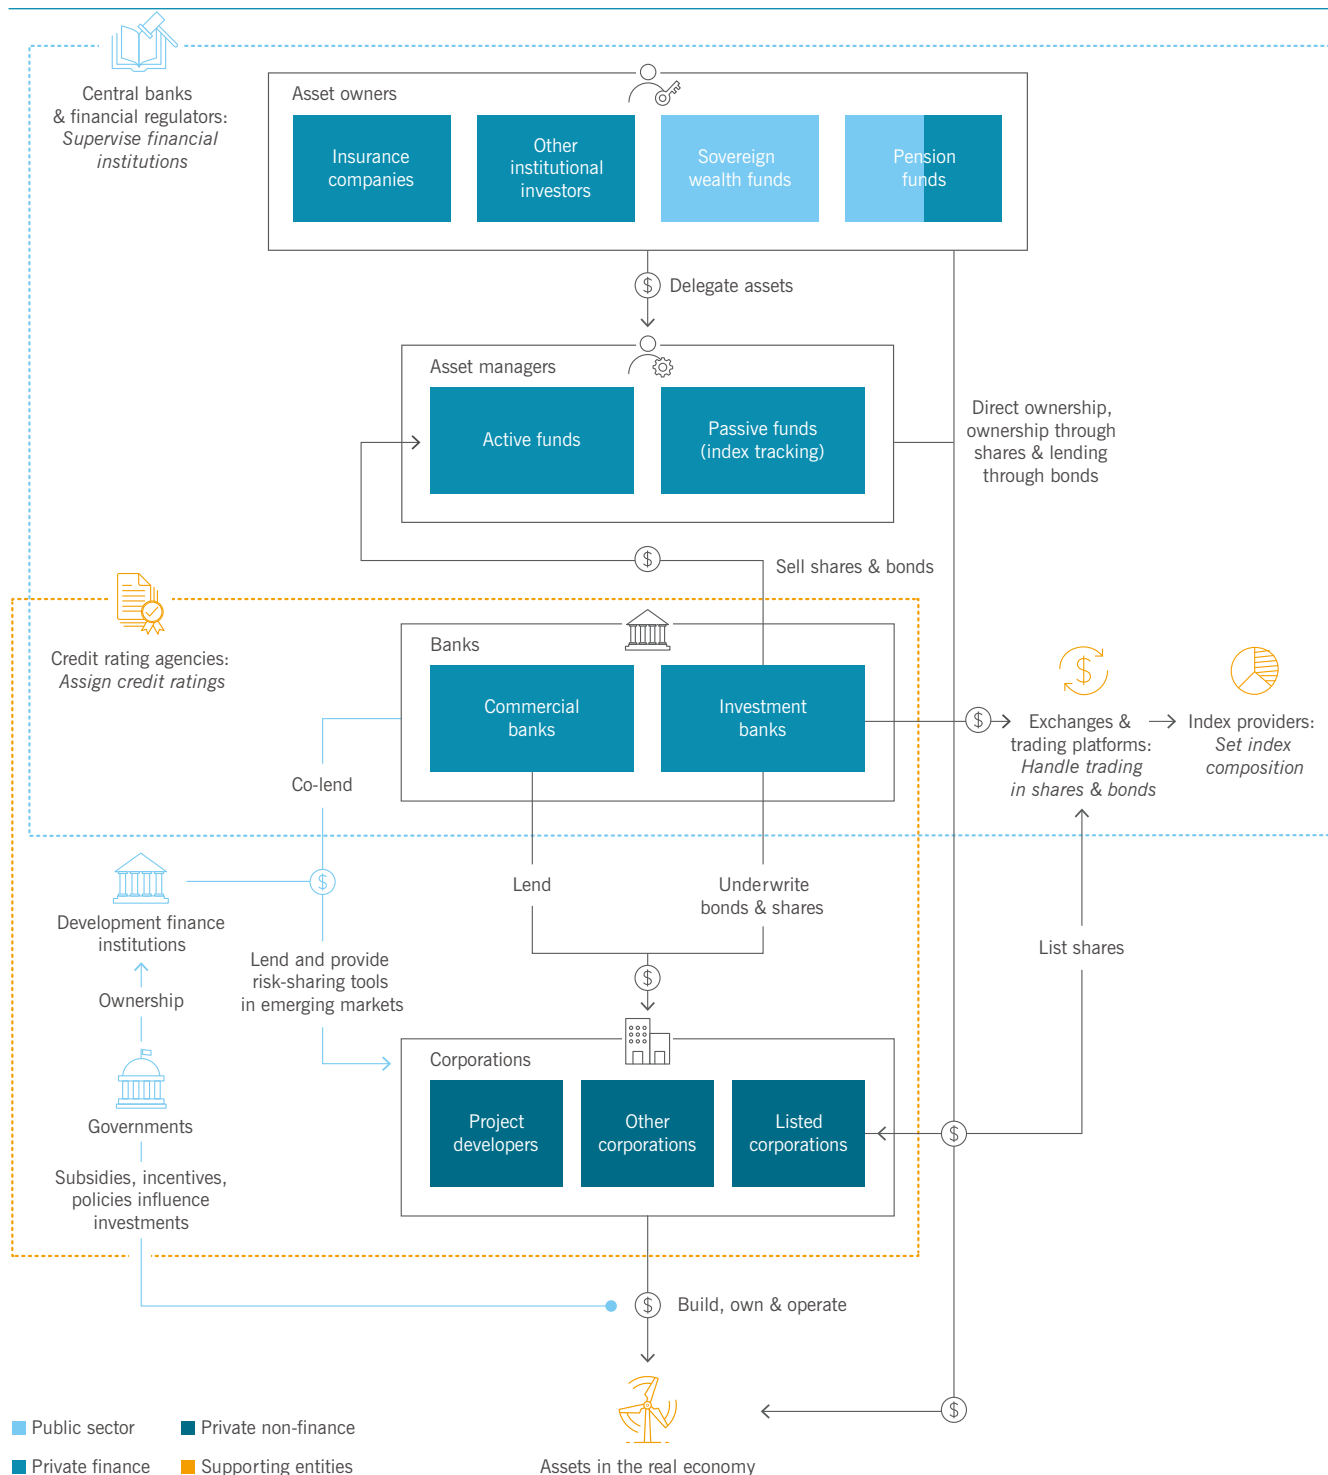 Central banks
& financial regulators:
Supervise financial
institutions
Asset owners
Insurance
companies
Other
institutional
investors
Sovereign
wealth funds
Pension
funds
$
Delegate assets
Asset managers
Active funds
Passive funds
(index tracking)
Direct ownership,
ownership through
shares & lending
through bonds
$
Sell shares & bonds
Credit rating agencies:
Assign credit ratings
Banks
Commercial
banks
Investment
banks
$
$
Exchanges &
trading platforms:
Handle trading
in shares & bonds
Index providers:
Set index
composition
Co-lend
$
Development finance
institutions
Lend
Underwrite
bonds & shares
List shares
Lend and provide
risk-sharing tools
in emerging markets
$
Ownership
Governments
Corporations
Project
developers
Other
corporations
Listed
corporations
$
Subsidies, incentives,
policies influence
investments
$
Build, own & operate
$
Public sector
Private non-finance
Private finance
Supporting entities
Assets in the real economy